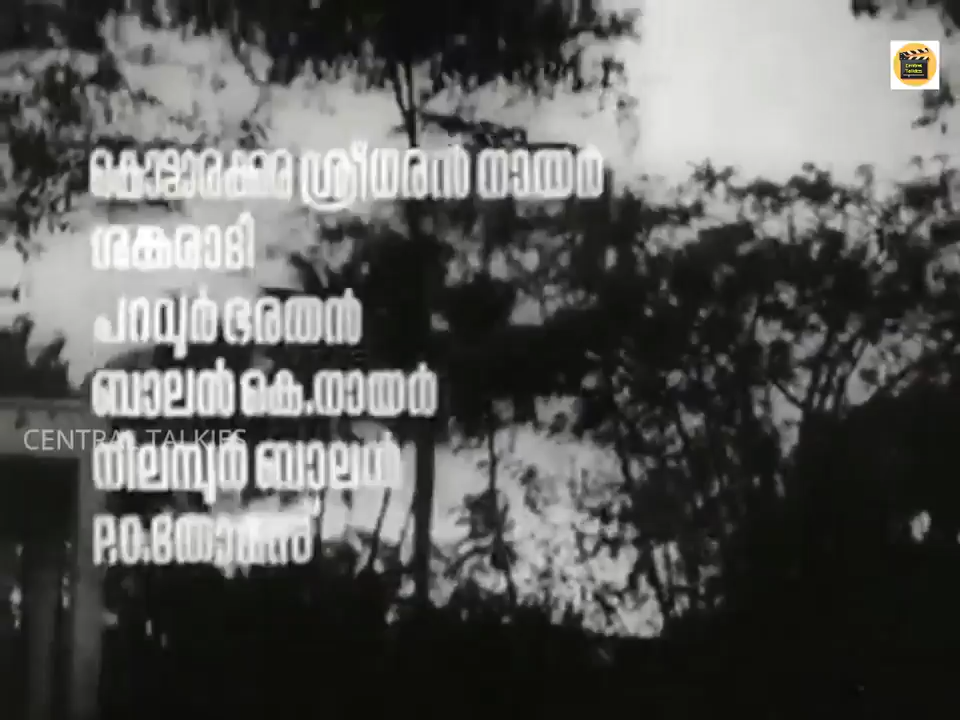 കൊട്ടാരക്കര ശ്രീധരൻ നായർ
ശങ്കരാടി
പറവൂർ ഭരതൻ
ബാലൻ കെ.നായർ
CENTRAL TALKIES
നിലമ്പൂർ ബാലൻ
പി.ഒ.തോമസ്